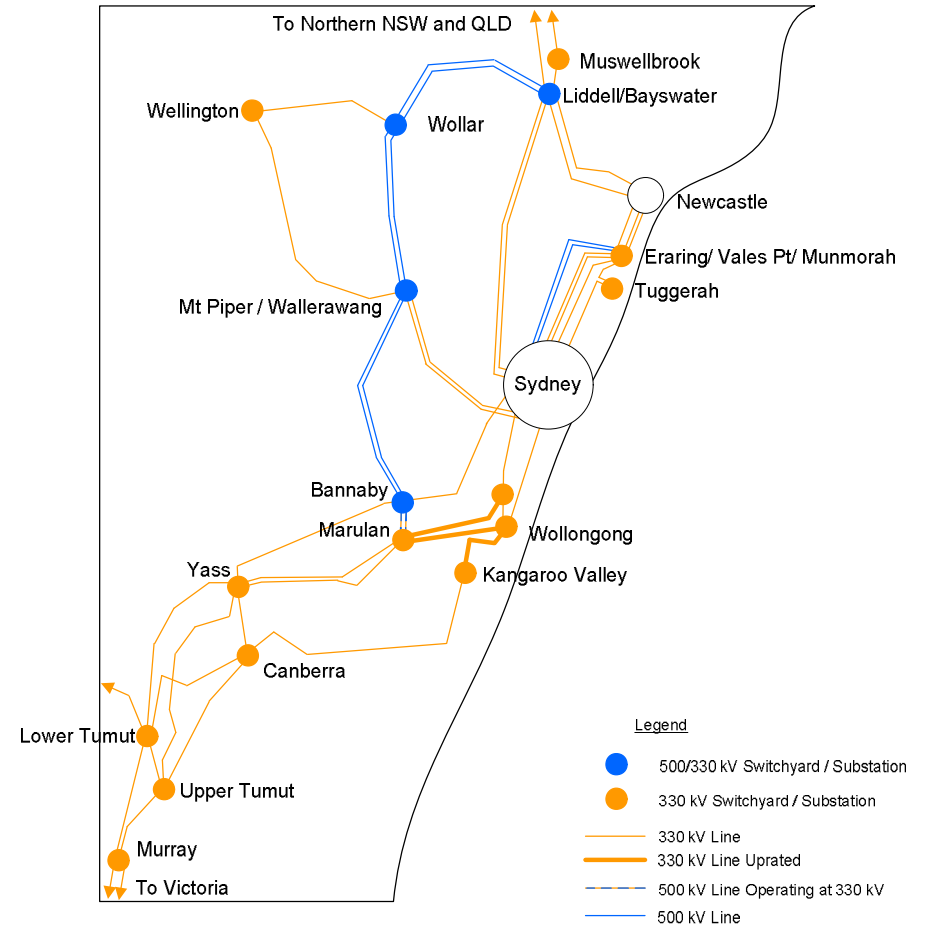 To Northern NSW and QLD
Muswellbrook
Liddell/Bayswater
Wellington
Wollar
Newcastle
Eraring/ Vales Pt/ Munmorah
Tuggerah
Mt Piper / Wallerawang
Sydney
Bannaby
Marulan
Wollongong
Yass
Kangaroo Valley
Canberra
Lower Tumut
Upper Tumut
Murray
To Victoria
Legend
500/330 kV Switchyard / Substation
330 kV Switchyard / Substation
330 kV Line
330 kV Line Uprated
500 kV Line Operating at 330 kV
500 kV Line